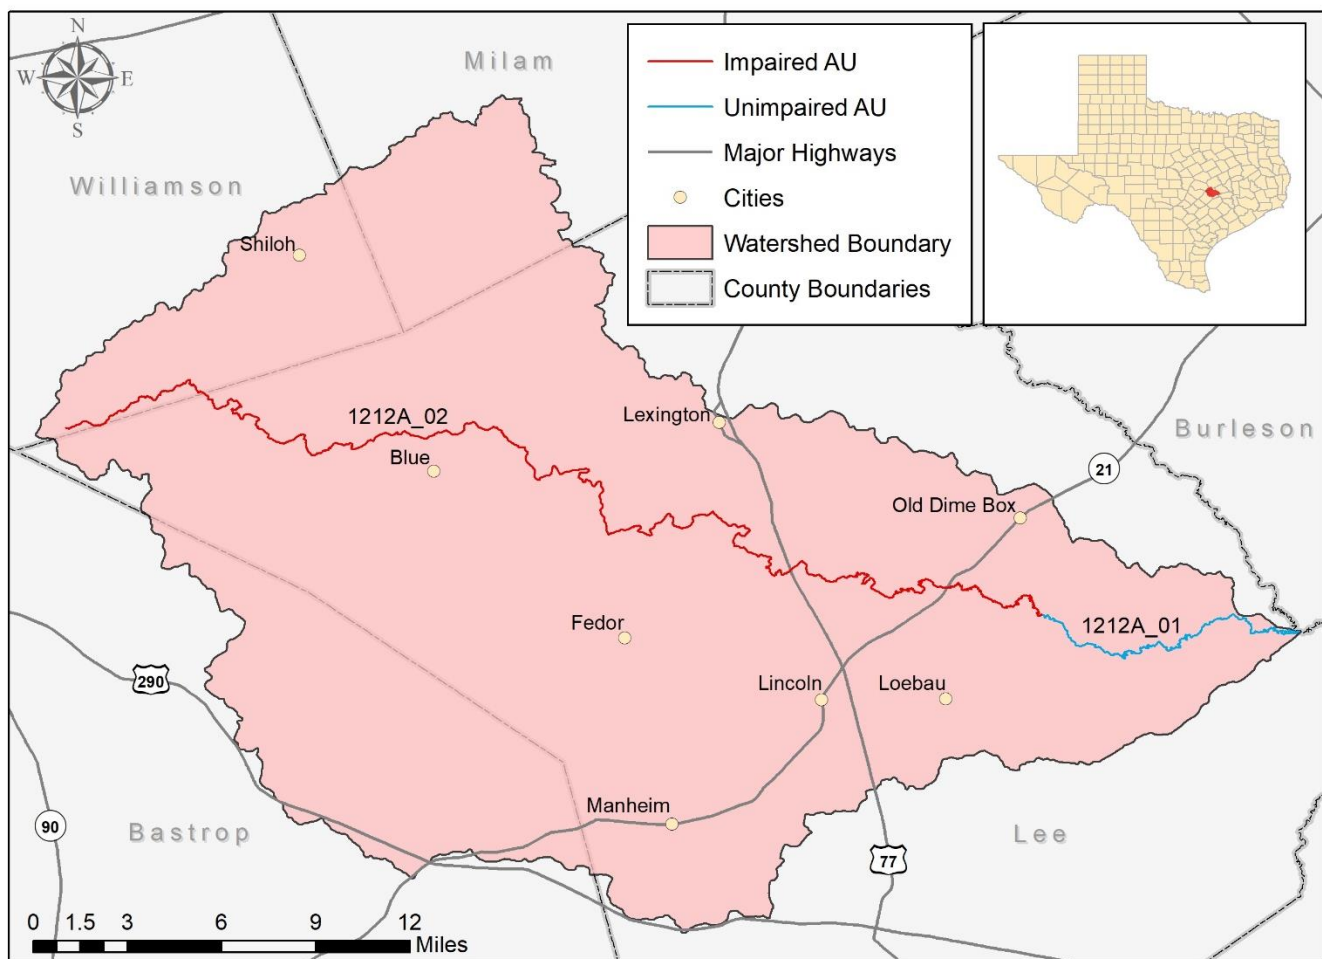 N
W E
S
Milam
Williamson
Shiloh
Impaired AU
Unimpaired AU
Major Highways
Cities
Watershed Boundary
County Boundaries
1212A_02
Blue
Lexington
Burleson
21
Old Dime Box
Fedor
1212A_01
290
Lincoln
Loebau
Manheim
90
Bastrop
Lee
77
0 1.5 3 6 9 12
Miles